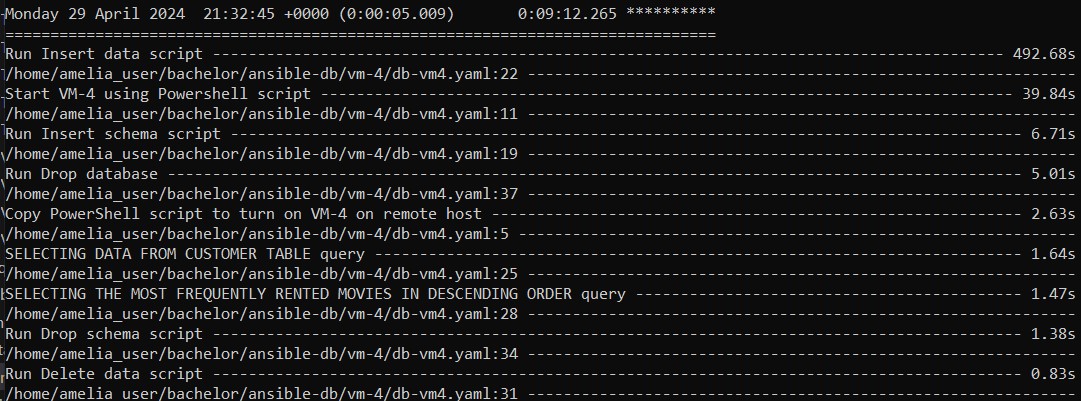 Monday 29 April 2024  21:32:45 +0000 (0:00:05.009)       0:09:12.265 **********
===============================================================================
Run Insert data script ------------------------------------------------------------------------------------------------ 492.68s
/home/amelia_user/bachelor/ansible-db/vm-4/db-vm4.yaml:22 --------------------------------------------------------------
Start VM-4 using Powershell script ------------------------------------------------------------------------------------- 39.84s
/home/amelia_user/bachelor/ansible-db/vm-4/db-vm4.yaml:11 --------------------------------------------------------------
Run Insert schema script ------------------------------------------------------------------------------------------------ 6.71s
/home/amelia_user/bachelor/ansible-db/vm-4/db-vm4.yaml:19 --------------------------------------------------------------
Run Drop database ------------------------------------------------------------------------------------------------------- 5.01s
/home/amelia_user/bachelor/ansible-db/vm-4/db-vm4.yaml:37 --------------------------------------------------------------
Copy PowerShell script to turn on VM-4 on remote host ------------------------------------------------------------------- 2.63s
/home/amelia_user/bachelor/ansible-db/vm-4/db-vm4.yaml:5 ---------------------------------------------------------------
SELECTING DATA FROM CUSTOMER TABLE query -------------------------------------------------------------------------------- 1.64s
/home/amelia_user/bachelor/ansible-db/vm-4/db-vm4.yaml:25 --------------------------------------------------------------
SELECTING THE MOST FREQUENTLY RENTED MOVIES IN DESCENDING ORDER query --------------------------------------------------- 1.47s
/home/amelia_user/bachelor/ansible-db/vm-4/db-vm4.yaml:28 --------------------------------------------------------------
Run Drop schema script -------------------------------------------------------------------------------------------------- 1.38s
/home/amelia_user/bachelor/ansible-db/vm-4/db-vm4.yaml:34 --------------------------------------------------------------
Run Delete data script -------------------------------------------------------------------------------------------------- 0.83s
/home/amelia_user/bachelor/ansible-db/vm-4/db-vm4.yaml:31 --------------------------------------------------------------